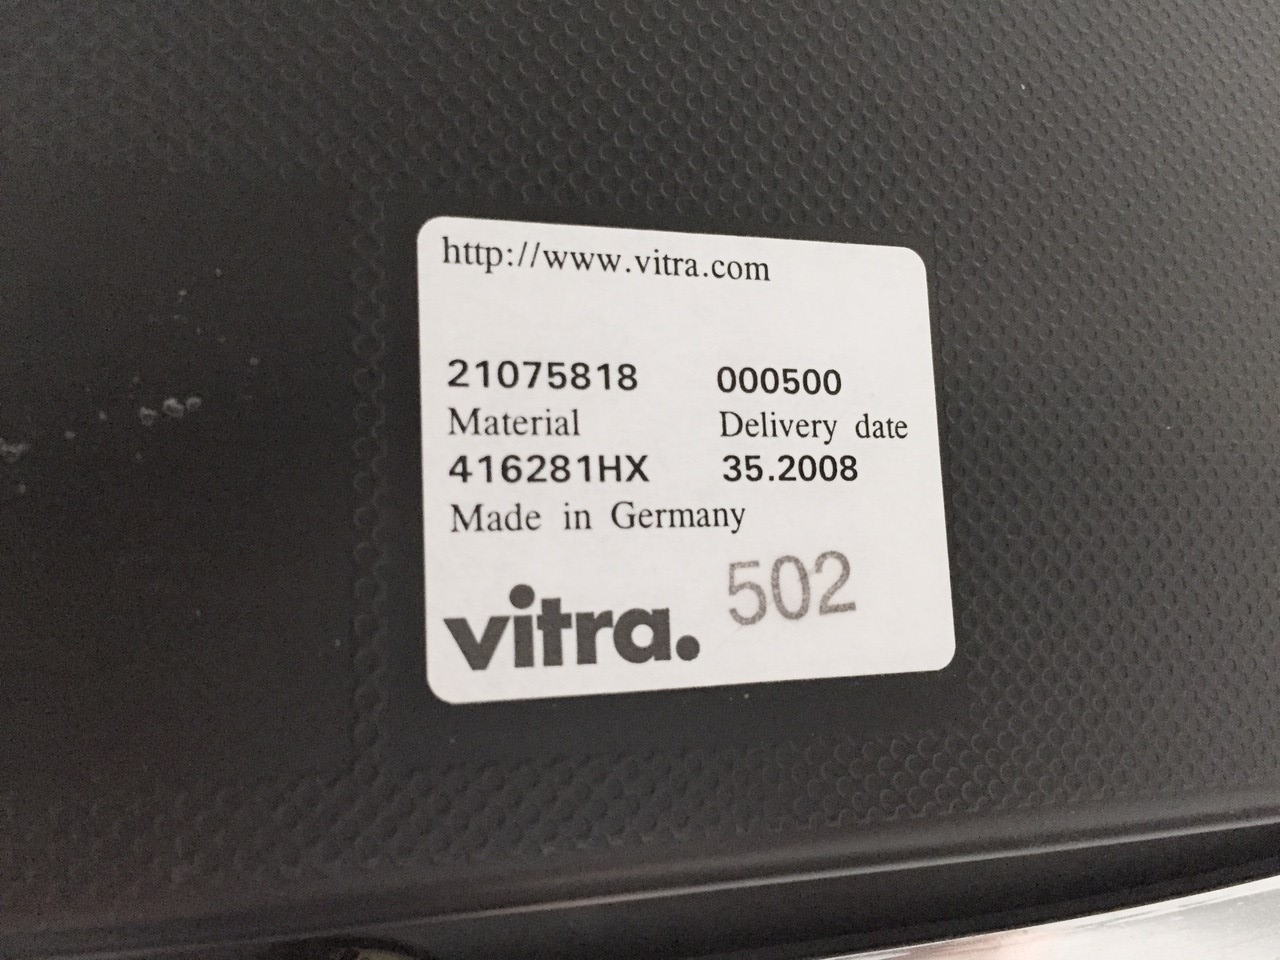 http://www.vitra.com
21075818 000500
Material Delivery date
416281HX 35.2008
Made in Germany
502
vitra.